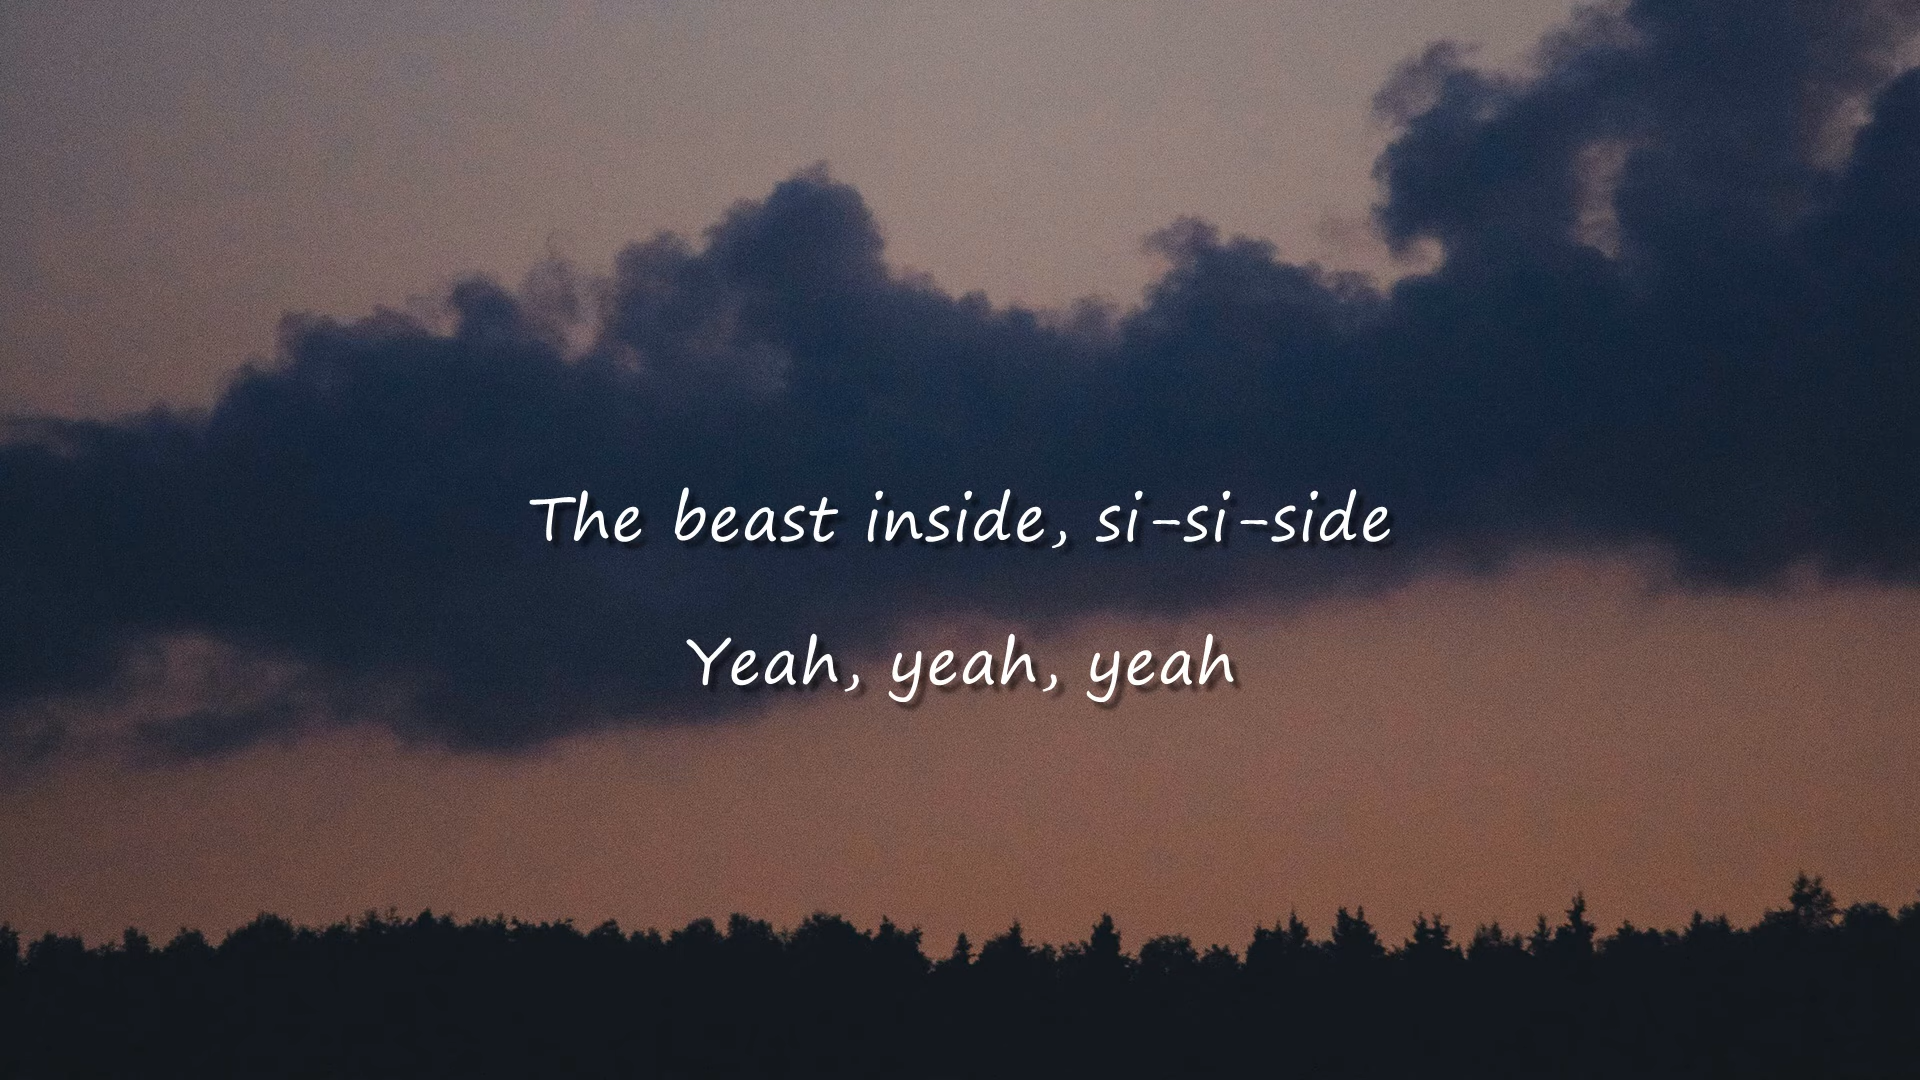 The beast inside, si-si-side
Yeah, yeah, yeah